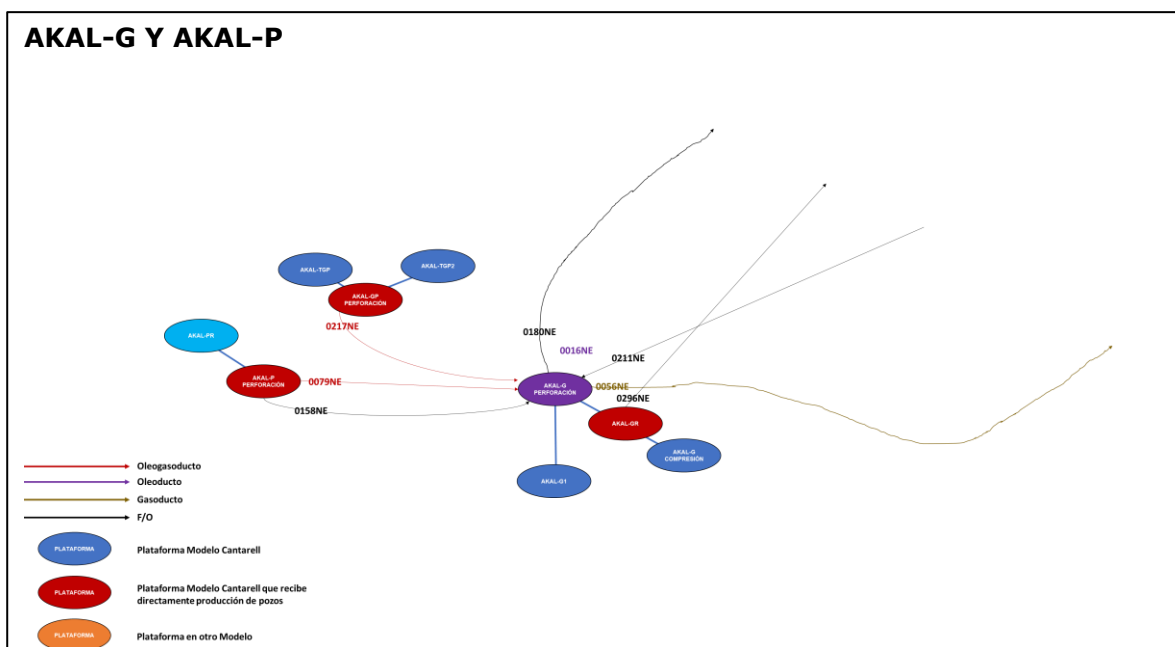 AKAL-G Y AKAL-P
AKAL-TGP
AKAL-TGP2
AKAL-GP
PERFORACIÓN
0217NE
0180NE
AKAL-PR
0016NE
0211NE
AKAL-P
PERFORACIÓN
0079NE
AKAL-G
PERFORACIÓN
0056NE
0296NE
0158NE
AKAL-GR
AKAL-G
COMPRESIÓN
AKAL-G1
Oleogasoducto
Oleoducto
Gasoducto
F/O
PLATAFORMA
Plataforma Modelo Cantarell
PLATAFORMA
Plataforma Modelo Cantarell que recibe
directamente producción de pozos
PLATAFORMA
Plataforma en otro Modelo